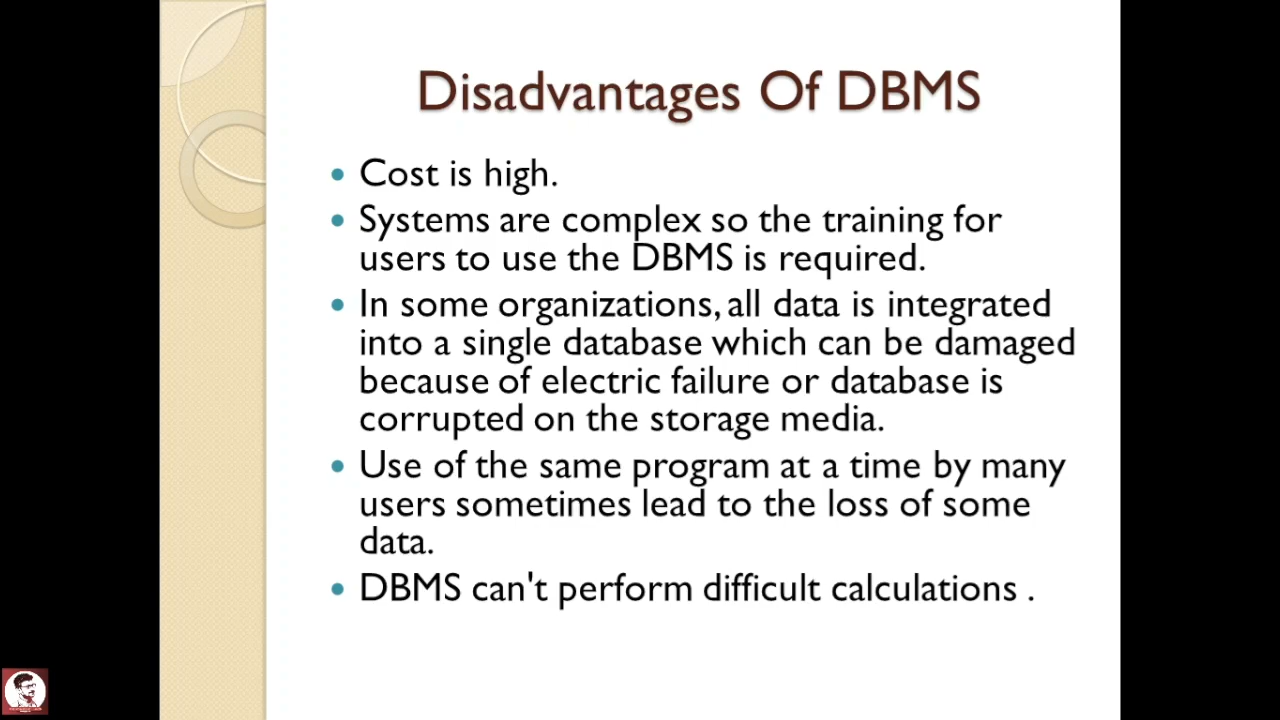 Disadvantages Of DBMS
Cost is high.
Systems are complex so the training for
users to use the DBMS is required.
In some organizations, all data is integrated
into a single database which can be damaged
because of electric failure or database is
corrupted on the storage media.
Use of the same program at a time by many
users sometimes lead to the loss of some
data.
DBMS can't perform difficult calculations .